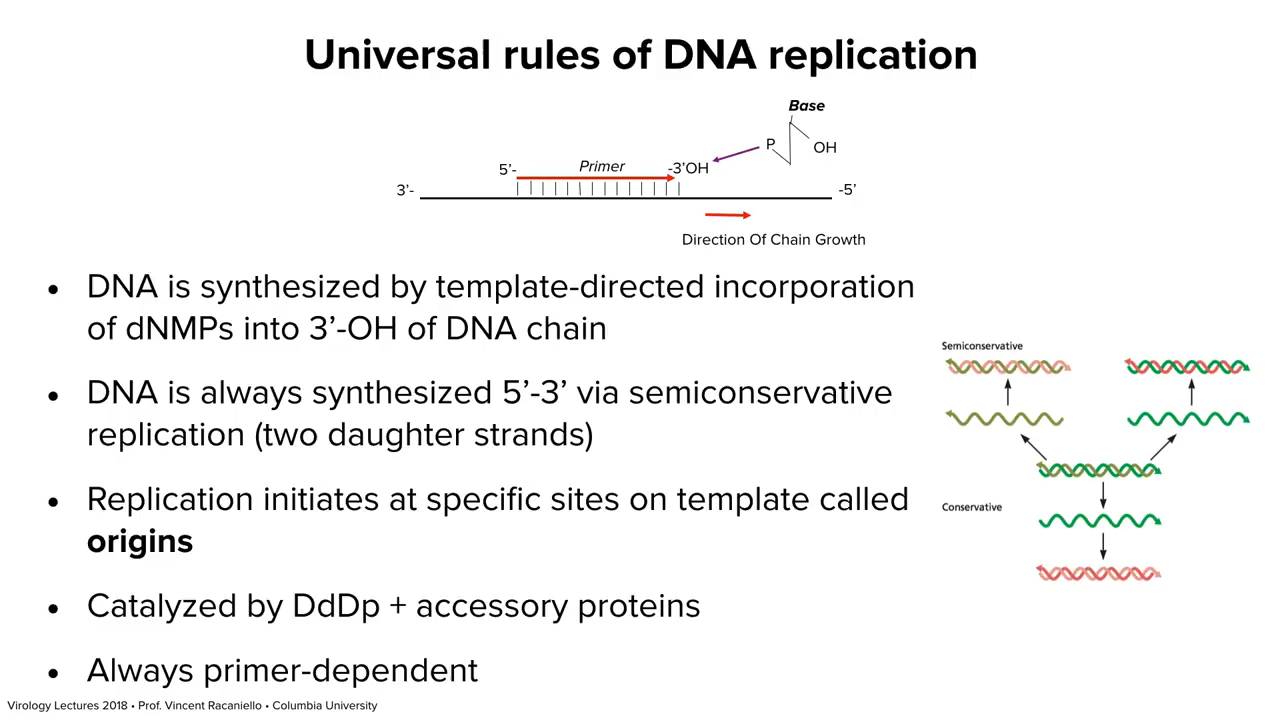 Universal rules of DNA replication
Base
P
OH
5’-
Primer
-3’OH
3’-
-5’
Direction Of Chain Growth
• DNA is synthesized by template-directed incorporation
of dNMPs into 3’-OH of DNA chain
• DNA is always synthesized 5’-3’ via semiconservative
replication (two daughter strands)
• Replication initiates at specific sites on template called
origins
• Catalyzed by DdDp + accessory proteins
• Always primer-dependent
Semiconservative
Conservative
Virology Lectures 2018 • Prof. Vincent Racaniello • Columbia University